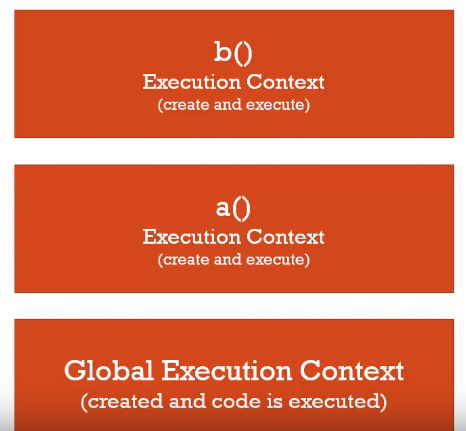 b()
Execution Context
(create and execute)
a()
Execution Context
(create and execute)
Global Execution Context
(created and code is executed)